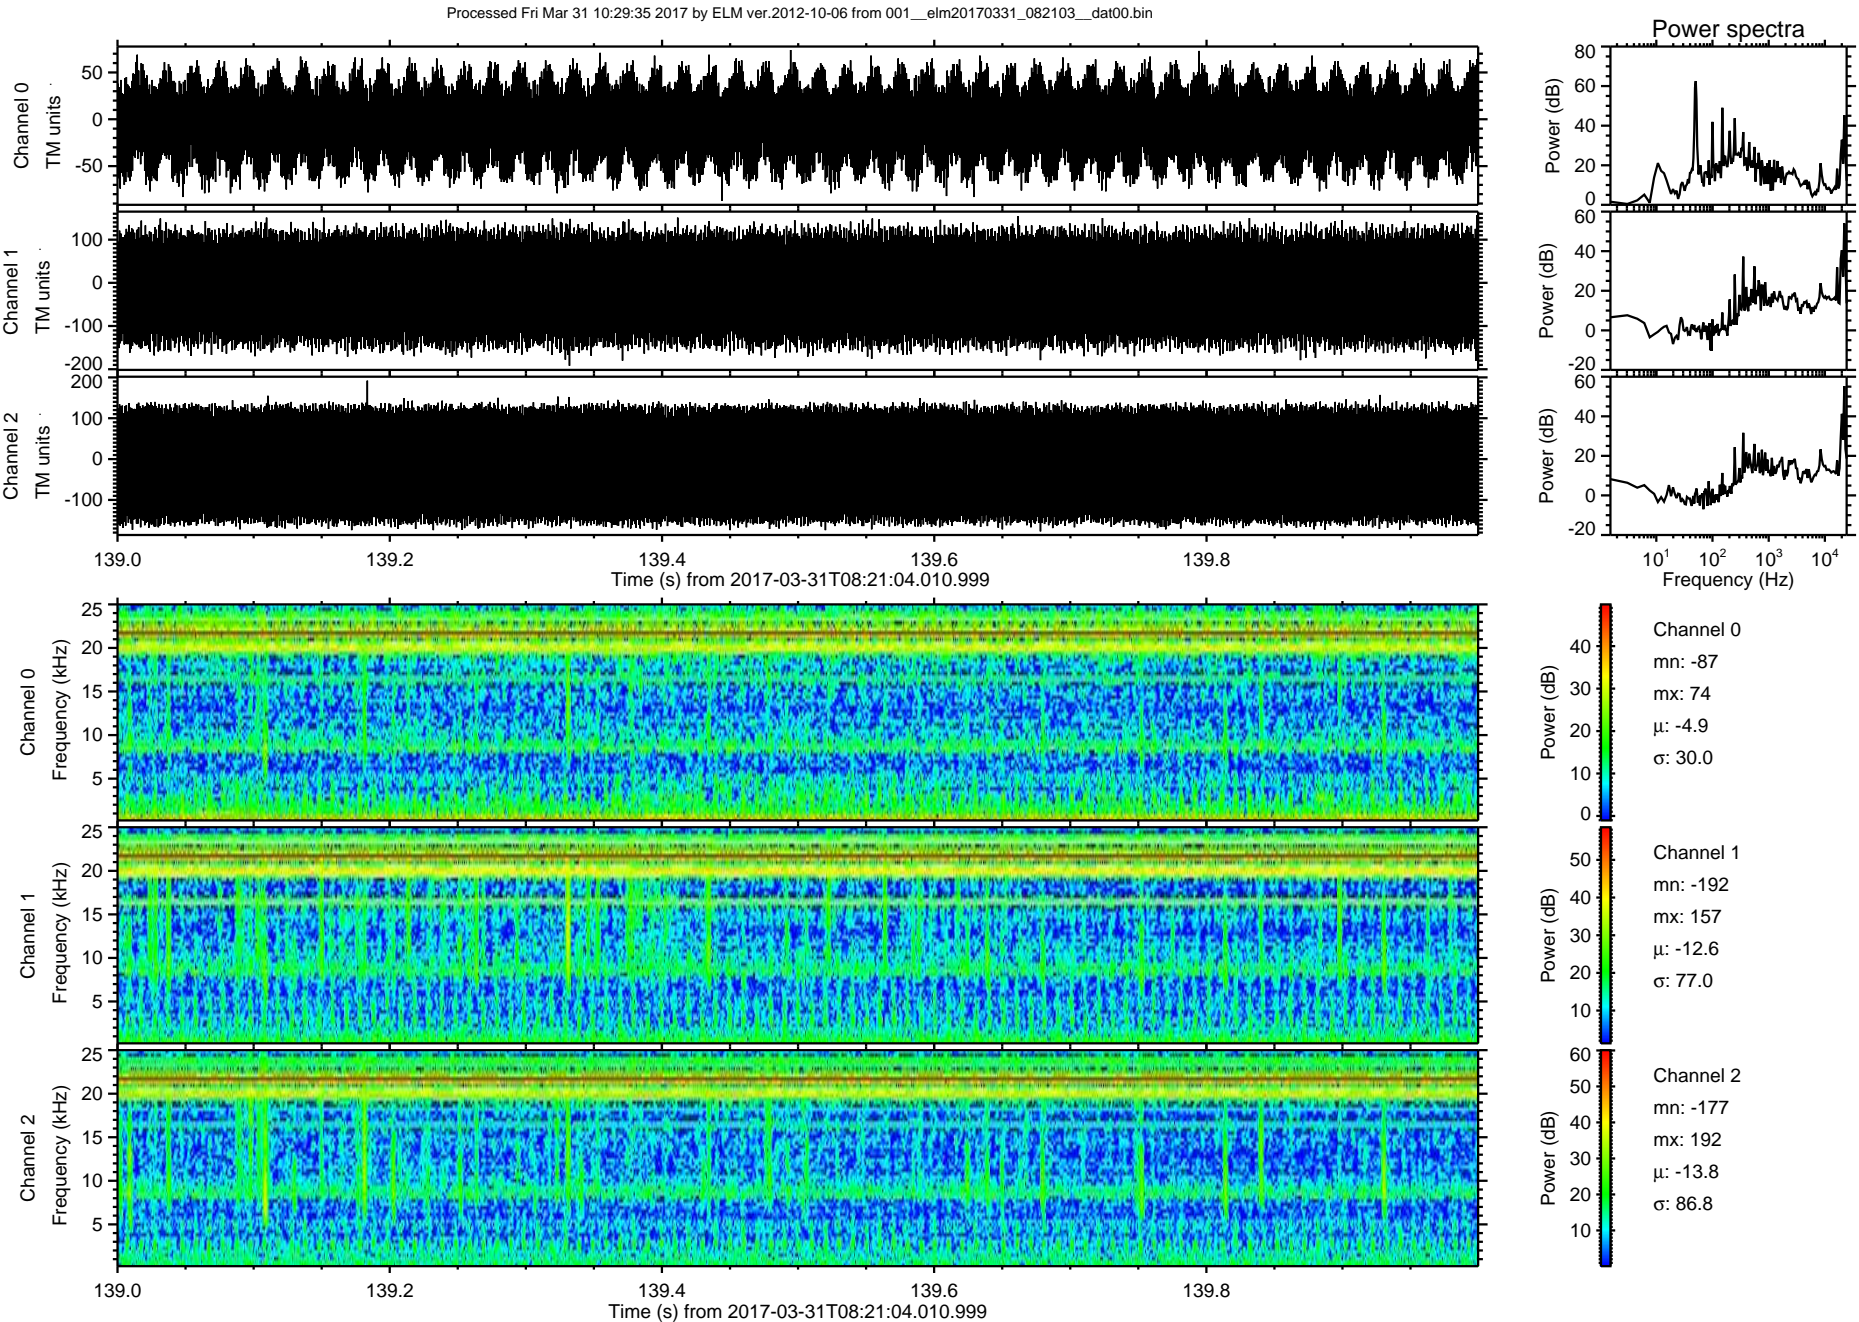 Processed Fri Mar 31 10:29:35 2017 by ELM ver.2012-10-06 from 001__elm20170331_082103__dat00.bin
Power spectra
Channel 0
TM units
50
0
-50
Power (dB)
80
60
40
20
0
Channel 1
TM units
100
0
-100
-200
Power (dB)
60
40
20
0
-20
Channel 2
TM units
200
100
0
-100
Power (dB)
60
40
20
0
-20
139.0 139.2 139.4 139.6 139.8
Time (s) from 2017-03-31T08:21:04.010.999
10¹ 10² 10³ 10⁴
Frequency (Hz)
Channel 0
Frequency (kHz)
25
20
15
10
5
Power (dB)
40
30
20
10
0
Channel 0
mn: -87
mx: 74
μ: -4.9
σ: 30.0
Channel 1
Frequency (kHz)
25
20
15
10
5
Power (dB)
50
40
30
20
10
Channel 1
mn: -192
mx: 157
μ: -12.6
σ: 77.0
Channel 2
Frequency (kHz)
25
20
15
10
5
Power (dB)
60
50
40
30
20
10
Channel 2
mn: -177
mx: 192
μ: -13.8
σ: 86.8
139.0 139.2 139.4 139.6 139.8
Time (s) from 2017-03-31T08:21:04.010.999